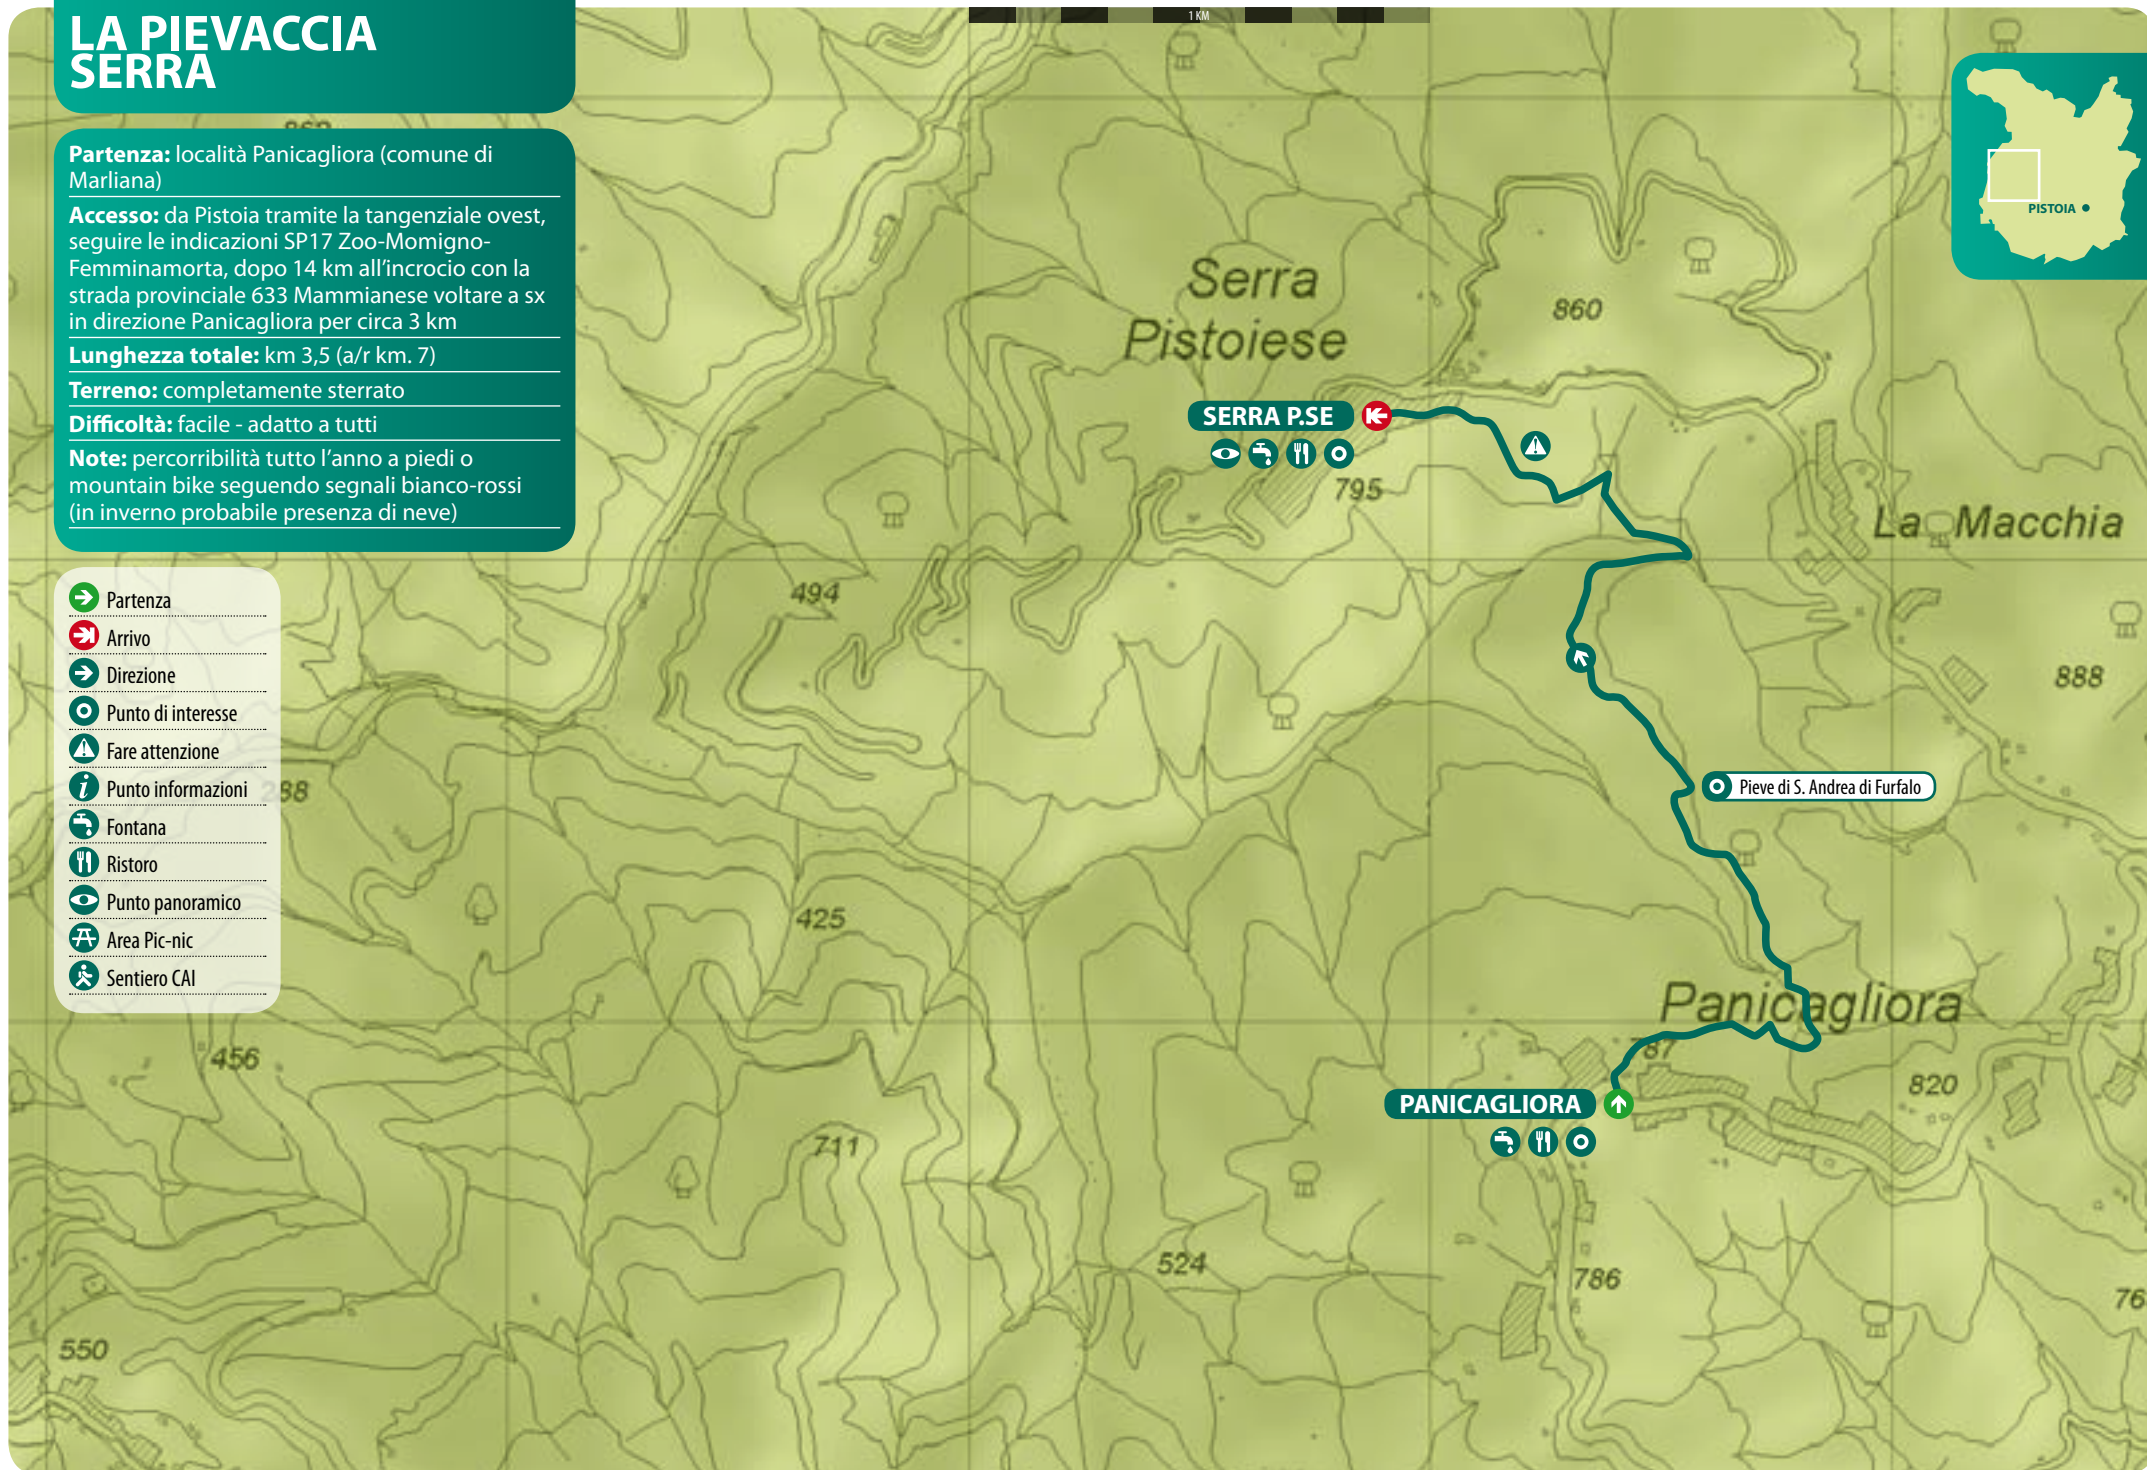 LA PIEVACCIA
SERRA
Partenza: località Panicagliora (comune di
Marliana)
Accesso: da Pistoia tramite la tangenziale ovest,
seguire le indicazioni SP17 Zoo-Momigno-
Femminamorta, dopo 14 km all'incrocio con la
strada provinciale 633 Mammianese voltare a sx
in direzione Panicagliora per circa 3 km
Lunghezza totale: km 3,5 (a/r km. 7)
Terreno: completamente sterrato
Difficoltà: facile - adatto a tutti
Note: percorribilità tutto l'anno a piedi o
mountain bike seguendo segnali bianco-rossi
(in inverno probabile presenza di neve)
Partenza
Arrivo
Direzione
Punto di interesse
Fare attenzione
Punto informazioni
Fontana
Ristoro
Punto panoramico
Area Pic-nic
Sentiero CAI
1 KM
PISTOIA
Serra
Pistoiese
860
SERRA P.SE
795
La Macchia
494
888
288
Pieve di S. Andrea di Furfalo
425
Panicagliora
787
456
820
PANICAGLIORA
711
524
786
76
550